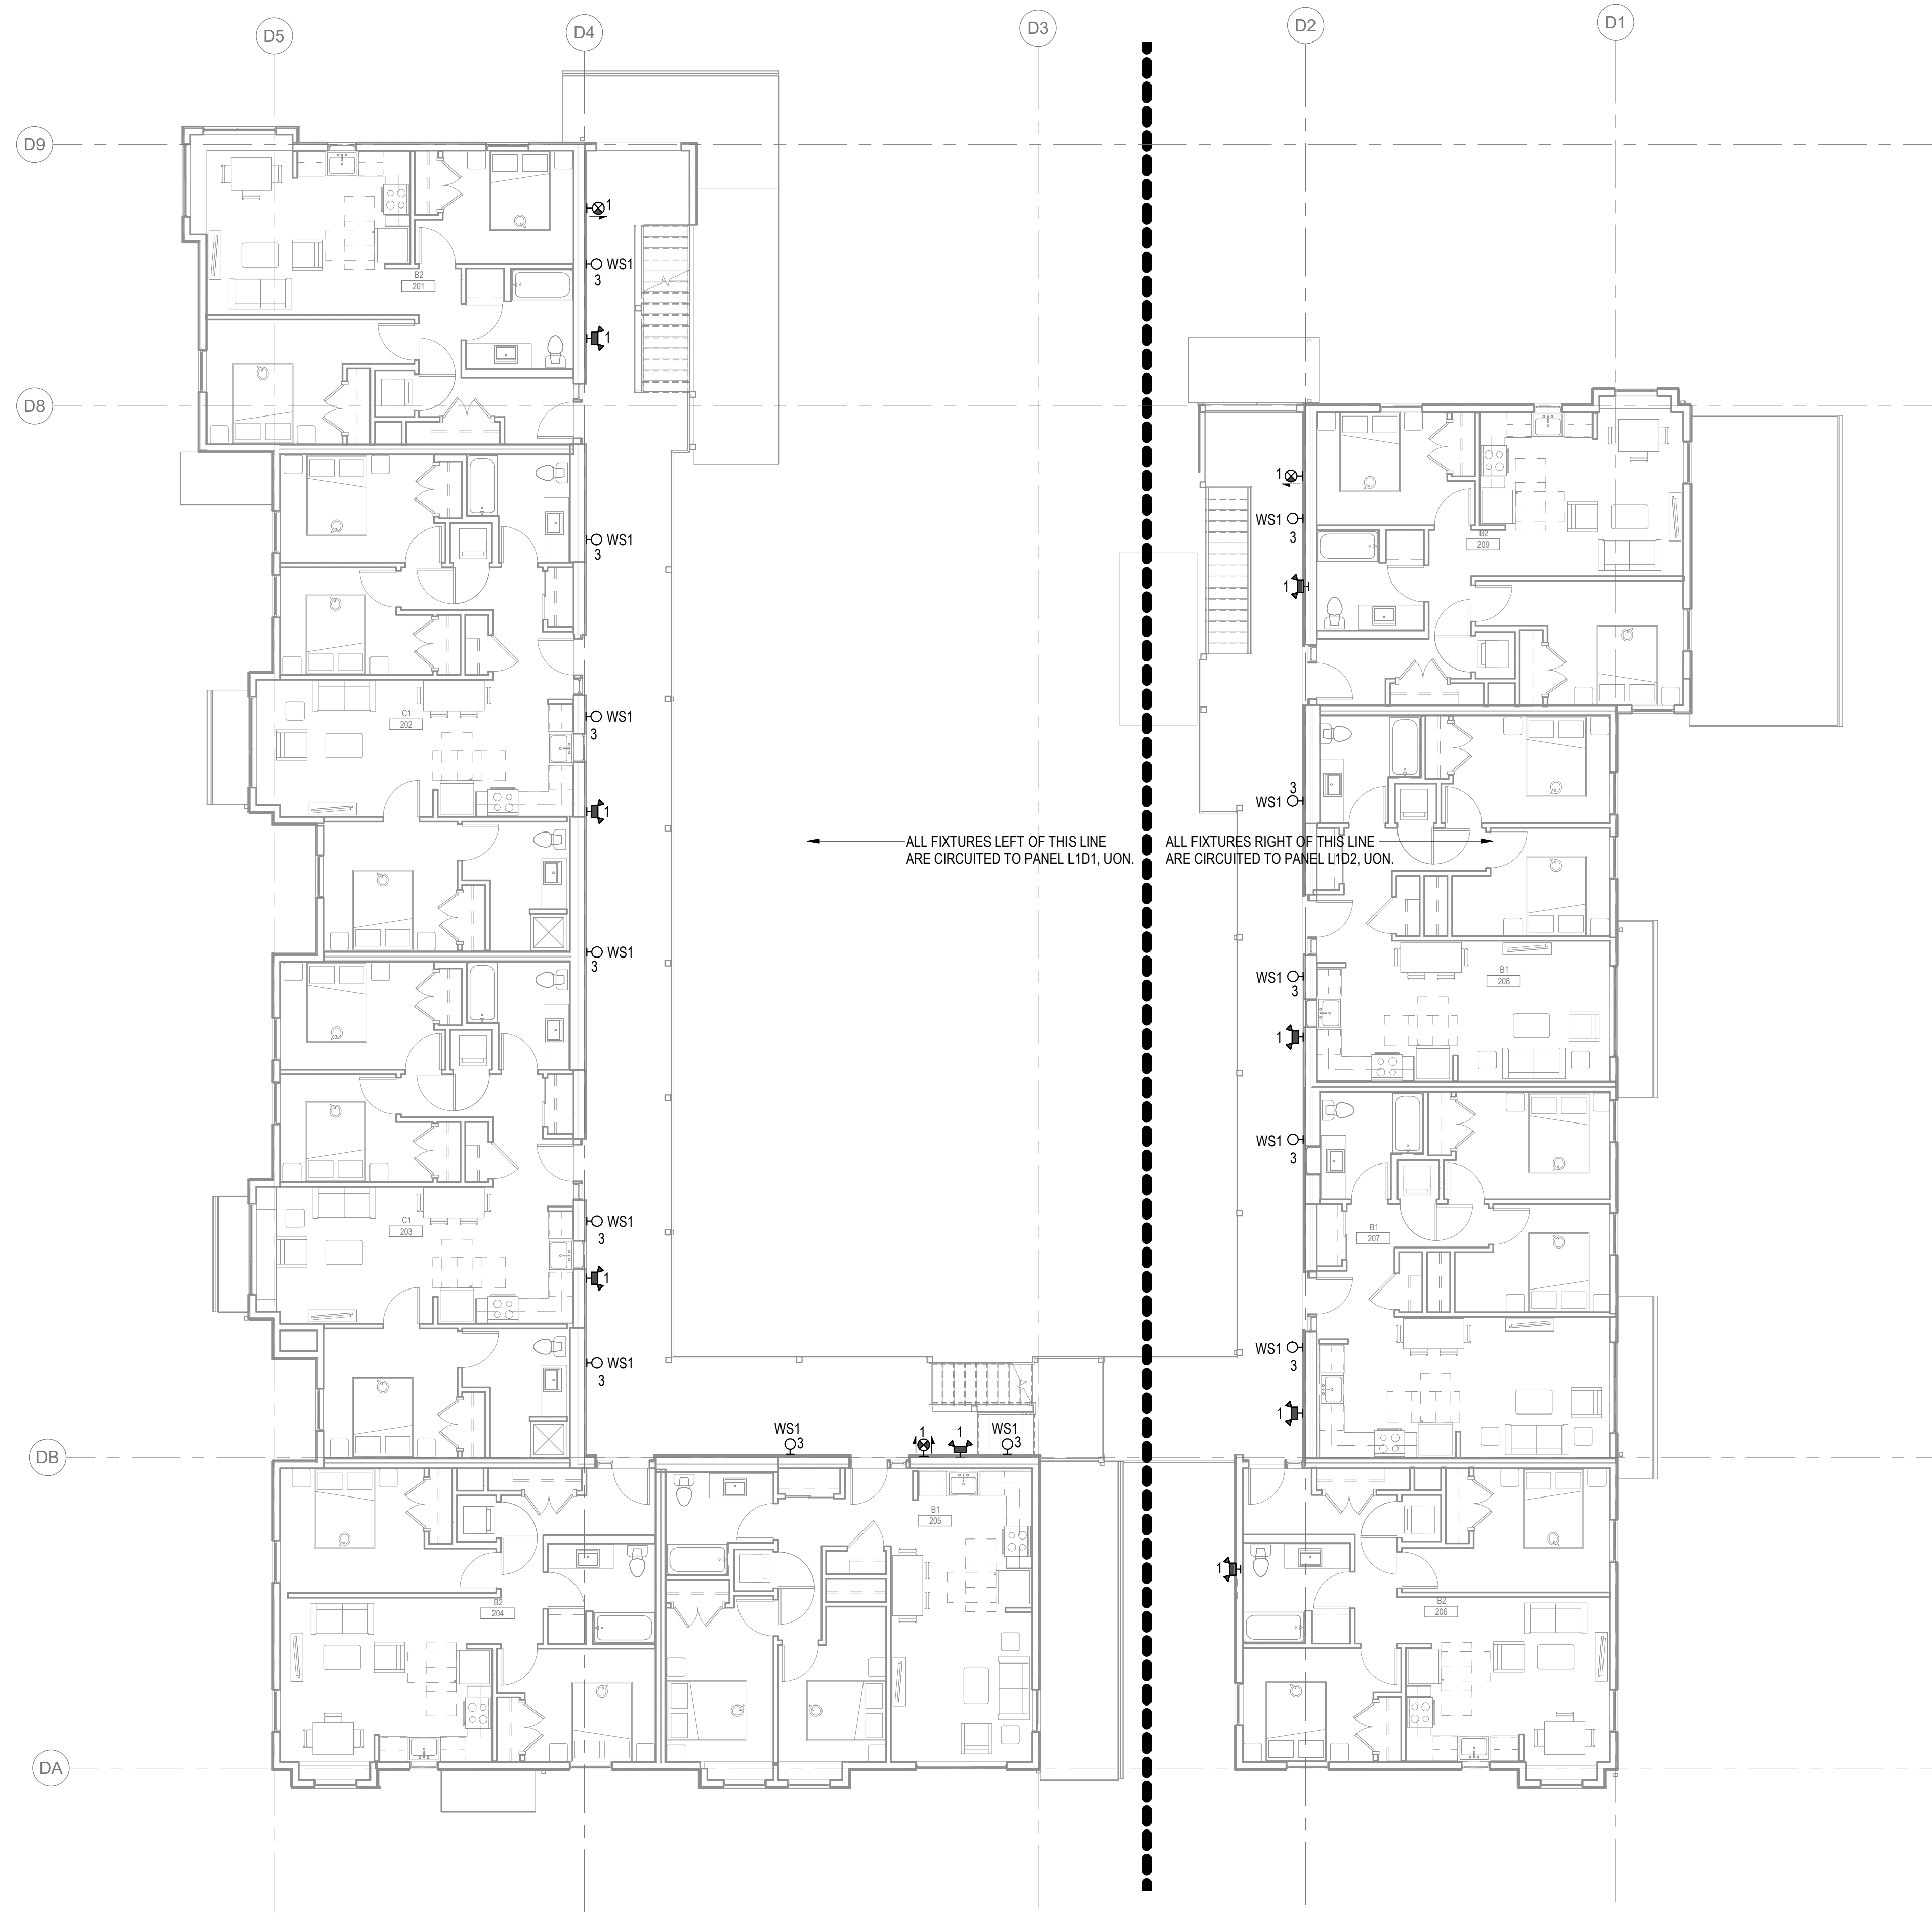 D5
D4
D3
D2
D1
D9
1
WS1
3
B2
201
1
D8
1
WS1
3
B2
209
1
WS1
3
C1
202
WS1
3
1
3
WS1
ALL FIXTURES LEFT OF THIS LINE
ARE CIRCUITED TO PANEL L1D1, UON.
ALL FIXTURES RIGHT OF THIS LINE
ARE CIRCUITED TO PANEL L1D2, UON.
WS1
3
B1
208
WS1
3
1
WS1
3
C1
203
WS1
3
1
B1
207
WS1
3
WS1
3
1
DB
WS1
3
1
1
WS1
3
B1
205
1
B2
204
B2
206
DA